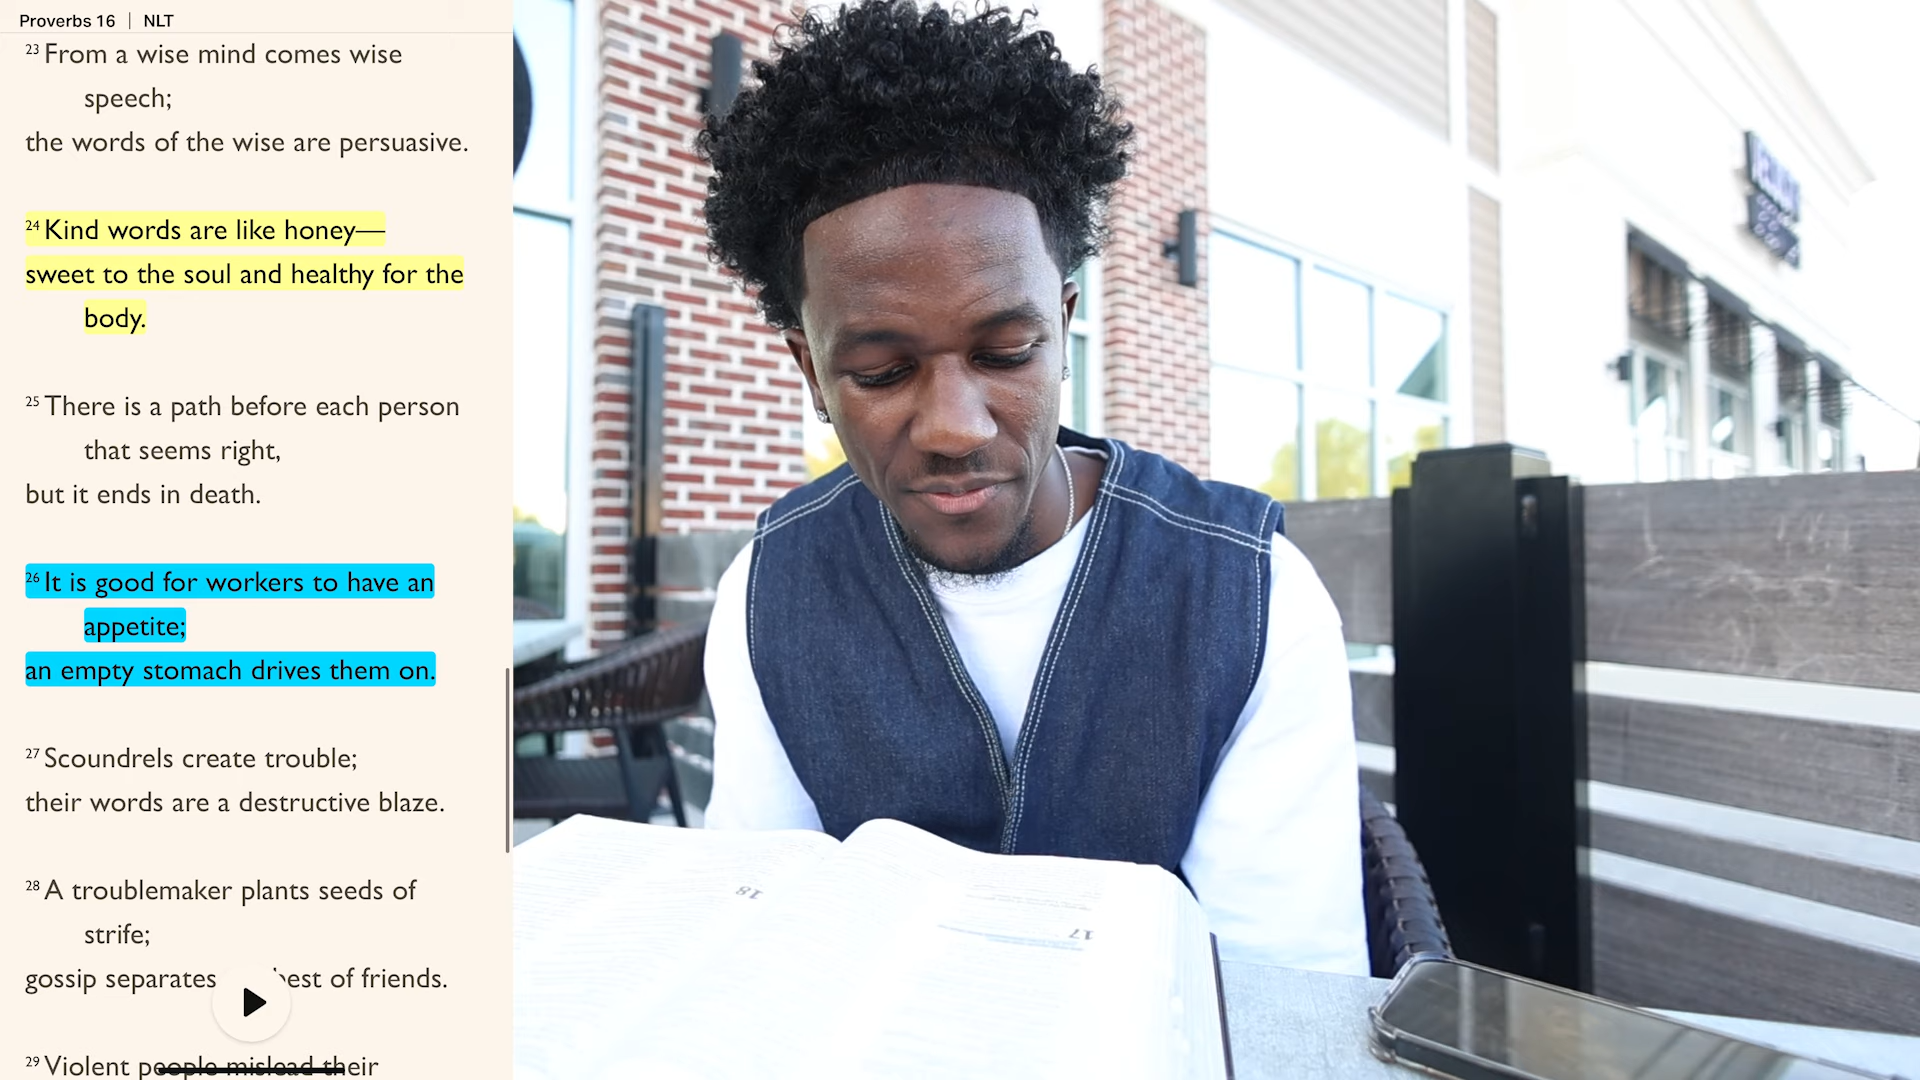 Proverbs 16 | NLT
23 From a wise mind comes wise
speech;
the words of the wise are persuasive.
24 Kind words are like honey—
sweet to the soul and healthy for the
body.
25 There is a path before each person
that seems right,
but it ends in death.
26 It is good for workers to have an
appetite;
an empty stomach drives them on.
27 Scoundrels create trouble;
their words are a destructive blaze.
28 A troublemaker plants seeds of
strife;
gossip separates best of friends.
29 Violent people mislead their
18
17